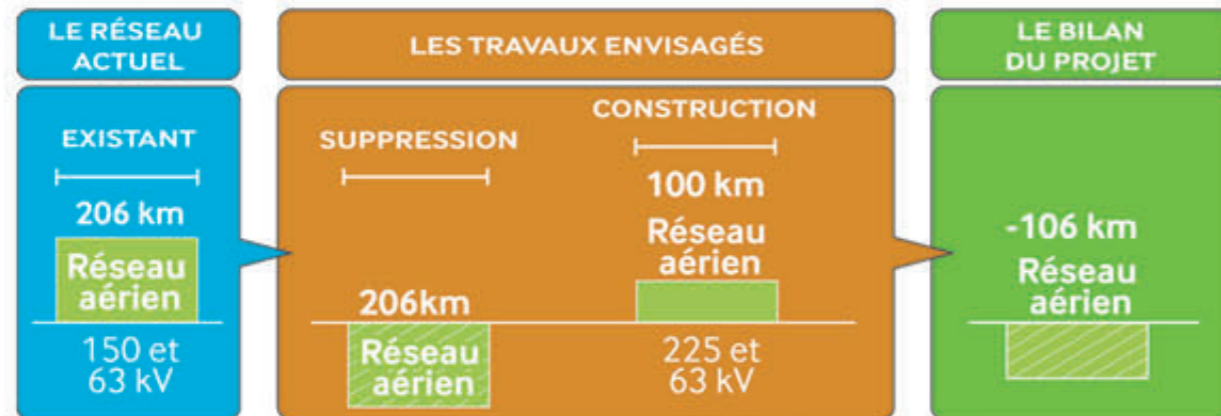 LE RÉSEAU
ACTUEL
EXISTANT
206 km
Réseau
aérien
150 et
63 kV
LES TRAVAUX ENVISAGÉS
SUPPRESSION
206km
Réseau
aérien
CONSTRUCTION
100 km
Réseau
aérien
225 et
63 kV
LE BILAN
DU PROJET
-106 km
Réseau
aérien